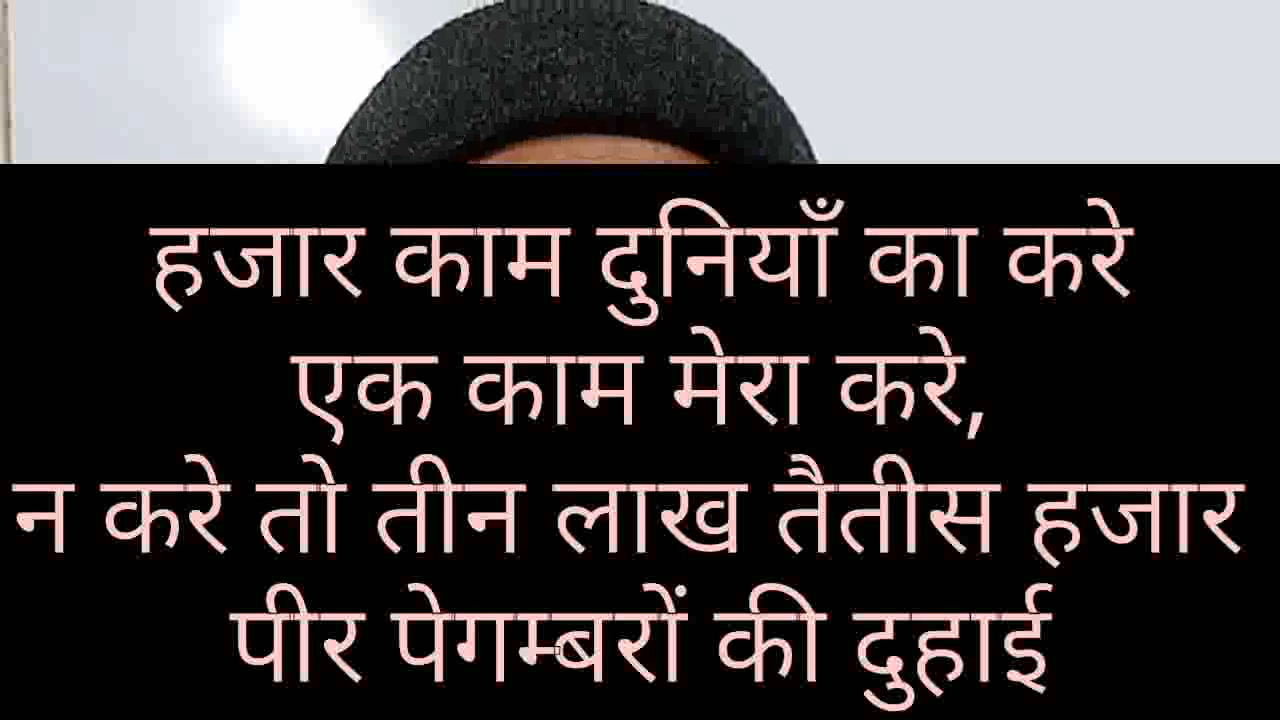 हजार काम दुनियाँ का करे
एक काम मेरा करे,
न करे तो तीन लाख तैतीस हजार
पीर पेगम्बरों की दुहाई